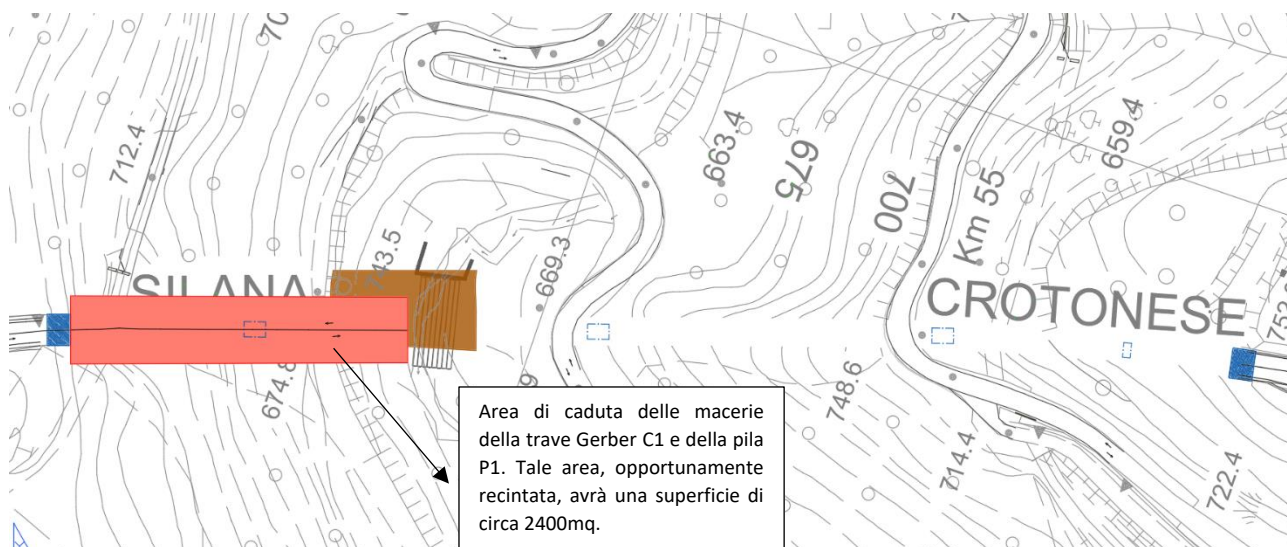 70
712.4
743.5
SILANA
674.8
669.3
663.4
675
700
Km 55
659.4
CROTONESE
748.6
714.4
722.4
Area di caduta delle macerie
della trave Gerber C1 e della pila
P1. Tale area, opportunamente
recintata, avrà una superficie di
circa 2400mq.